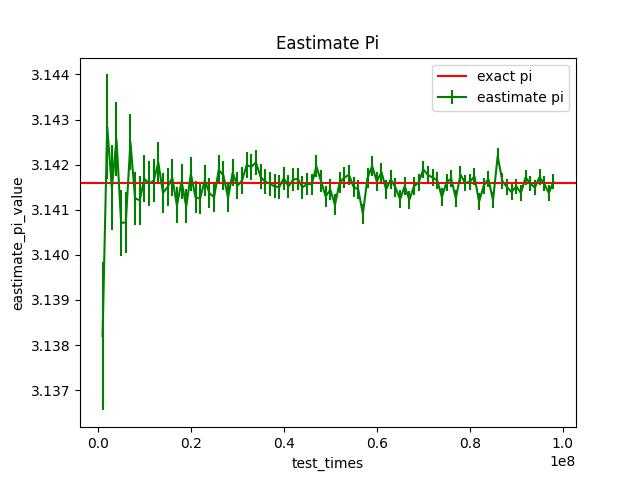 Eastimate Pi
exact pi
eastimate pi
3.144
3.143
3.142
3.141
3.140
3.139
3.138
3.137
eastimate_pi_value
0.0 0.2 0.4 0.6 0.8 1.0
1e8
test_times